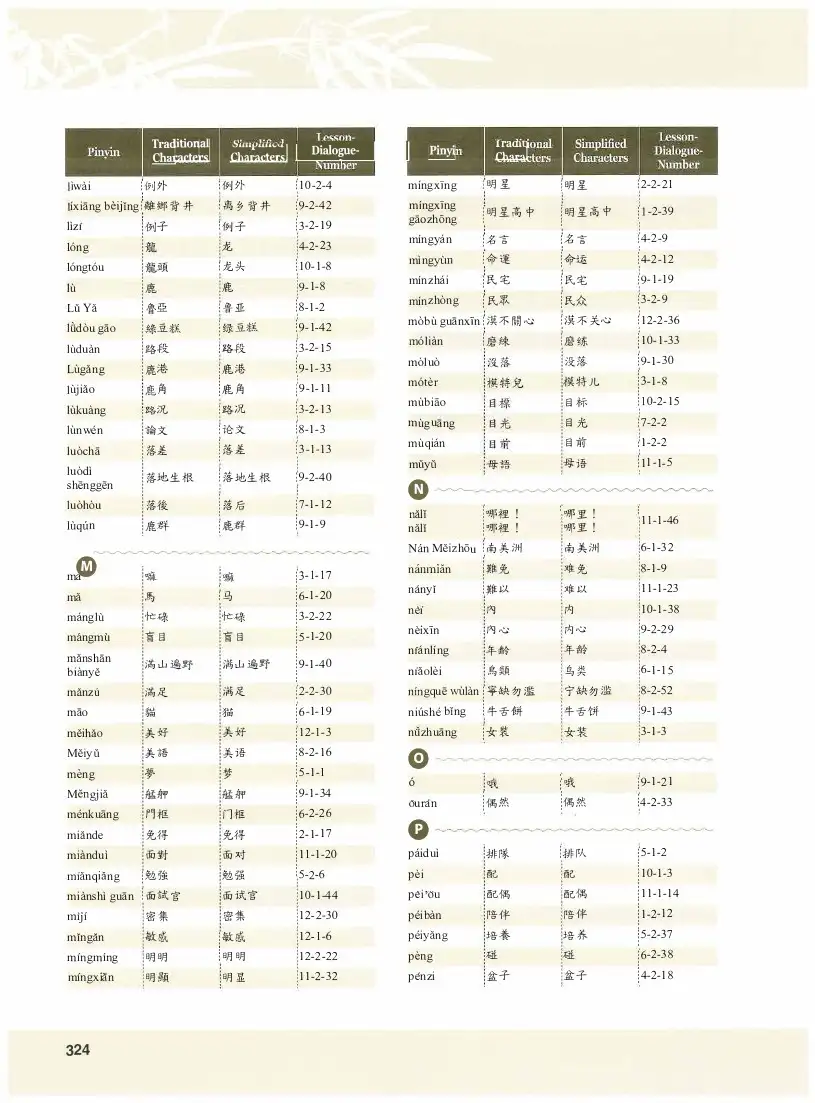 Pinyin Traditional Characters Simplified Characters Lesson-Dialogue-Number
lìwài 例外 例外 10-2-4
líxiāng bèijǐng 離鄉背井 离乡背井 9-2-42
lìzí 例子 例子 3-2-19
lóng 龍 龙 4-2-23
lóngtóu 龍頭 龙头 10-1-8
lù 鹿 鹿 9-1-8
Lǔ Yǎ 魯亞 鲁亚 8-1-2
lǜdòu gāo 綠豆糕 绿豆糕 9-1-42
lùduàn 路段 路段 3-2-15
Lùgǎng 鹿港 鹿港 9-1-33
lùjiǎo 鹿角 鹿角 9-1-11
lùkuàng 路況 路况 3-2-13
lùnwén 論文 论文 8-1-3
luòchā 落差 落差 3-1-13
luòdì shēnggēn 落地生根 落地生根 9-2-40
luòhòu 落後 落后 7-1-12
lùqún 鹿群 鹿群 9-1-9
M
ma 嘛 嘛 3-1-17
mǎ 馬 马 6-1-20
mánglù 忙碌 忙碌 3-2-22
mángmù 盲目 盲目 5-1-20
mǎnshān biànyě 滿山遍野 满山遍野 9-1-40
mǎnzú 滿足 满足 2-2-30
māo 貓 猫 6-1-19
měihǎo 美好 美好 12-1-3
Měiyǔ 美語 美语 8-2-16
mèng 夢 梦 5-1-1
Měngjiǎ 艋舺 艋舺 9-1-34
ménkuāng 門框 门框 6-2-26
miǎnde 免得 免得 2-1-17
miànduì 面對 面对 11-1-20
miǎnqiǎng 勉強 勉强 5-2-6
miànshì guān 面試官 面试官 10-1-44
mìjí 密集 密集 12-2-30
mǐngǎn 敏感 敏感 12-1-6
míngmíng 明明 明明 12-2-22
míngxiǎn 明顯 明显 11-2-32
Pinyin Traditional Characters Simplified Characters Lesson-Dialogue-Number
míngxīng 明星 明星 2-2-21
míngxīng gāozhōng 明星高中 明星高中 1-2-39
míngyán 名言 名言 4-2-9
mìngyùn 命運 命运 4-2-12
mínzhái 民宅 民宅 9-1-19
mínzhòng 民眾 民众 3-2-9
mòbù guānxīn 漠不關心 漠不关心 12-2-36
móliàn 磨練 磨练 10-1-33
mòluò 沒落 没落 9-1-30
mótèr 模特兒 模特儿 3-1-8
mùbiāo 目標 目标 10-2-15
mùguāng 目光 目光 7-2-2
mùqián 目前 目前 1-2-2
mǔyǔ 母語 母语 11-1-5
N
nǎlǐ nǎlǐ 哪裡！哪裡！ 哪里！哪里！ 11-1-46
Nán Měizhōu 南美洲 南美洲 6-1-32
nánmiǎn 難免 难免 8-1-9
nányǐ 難以 难以 11-1-23
nèi 內 内 10-1-38
nèixīn 內心 内心 9-2-29
niánlíng 年齡 年龄 8-2-4
niǎolèi 鳥類 鸟类 6-1-15
níngquē wùlàn 寧缺勿濫 宁缺勿滥 8-2-52
niúshé bǐng 牛舌餅 牛舌饼 9-1-43
nǚzhuāng 女裝 女装 3-1-3
O
ó 哦 哦 9-1-21
ǒurán 偶然 偶然 4-2-33
P
páiduì 排隊 排队 5-1-2
pèi 配 配 10-1-3
pèi'ǒu 配偶 配偶 11-1-14
péibàn 陪伴 陪伴 1-2-12
péiyǎng 培養 培养 5-2-37
pèng 碰 碰 6-2-38
pénzi 盆子 盆子 4-2-18
324